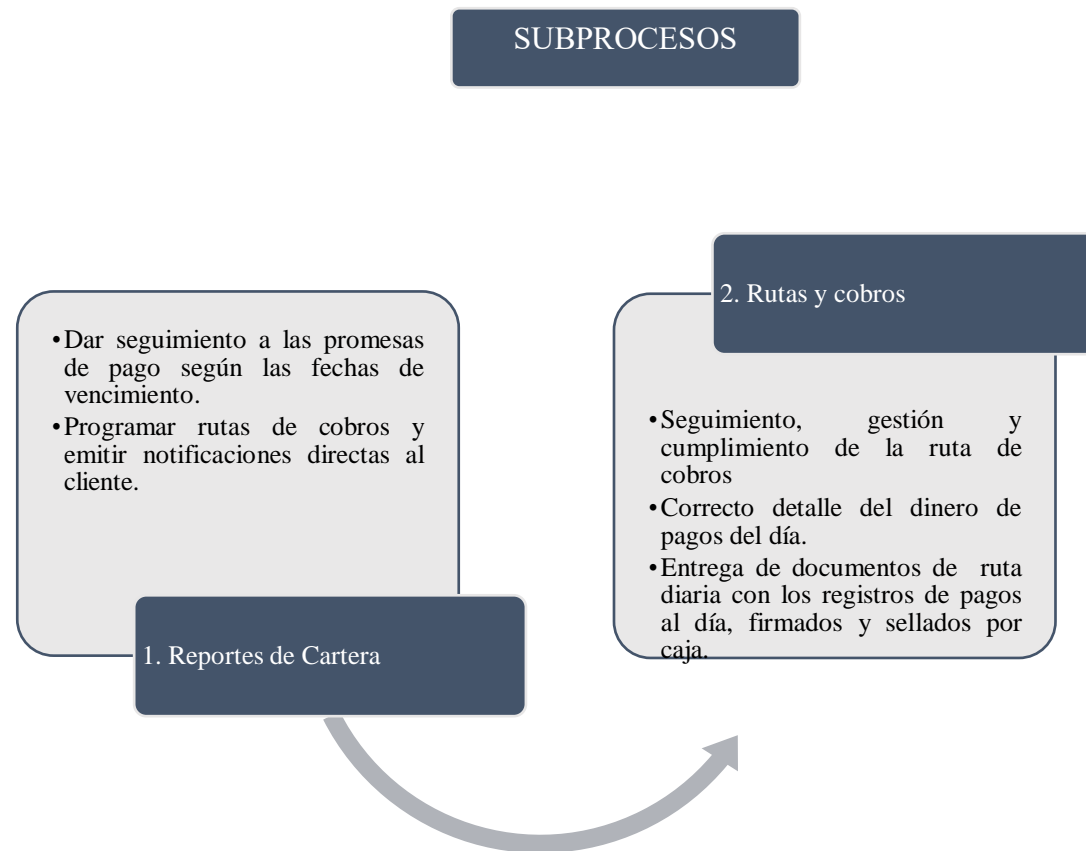 SUBPROCESOS
•Dar seguimiento a las promesas
de pago según las fechas de
vencimiento.
•Programar rutas de cobros y
emitir notificaciones directas al
cliente.
1. Reportes de Cartera
2. Rutas y cobros
•Seguimiento, gestión y
cumplimiento de la ruta de
cobros
•Correcto detalle del dinero de
pagos del día.
•Entrega de documentos de ruta
diaria con los registros de pagos
al día, firmados y sellados por
caja.